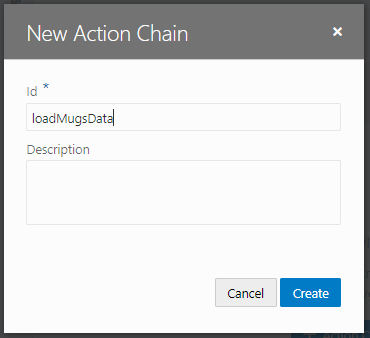 New Action Chain ×
Id *
loadMugsData
Description
Cancel Create